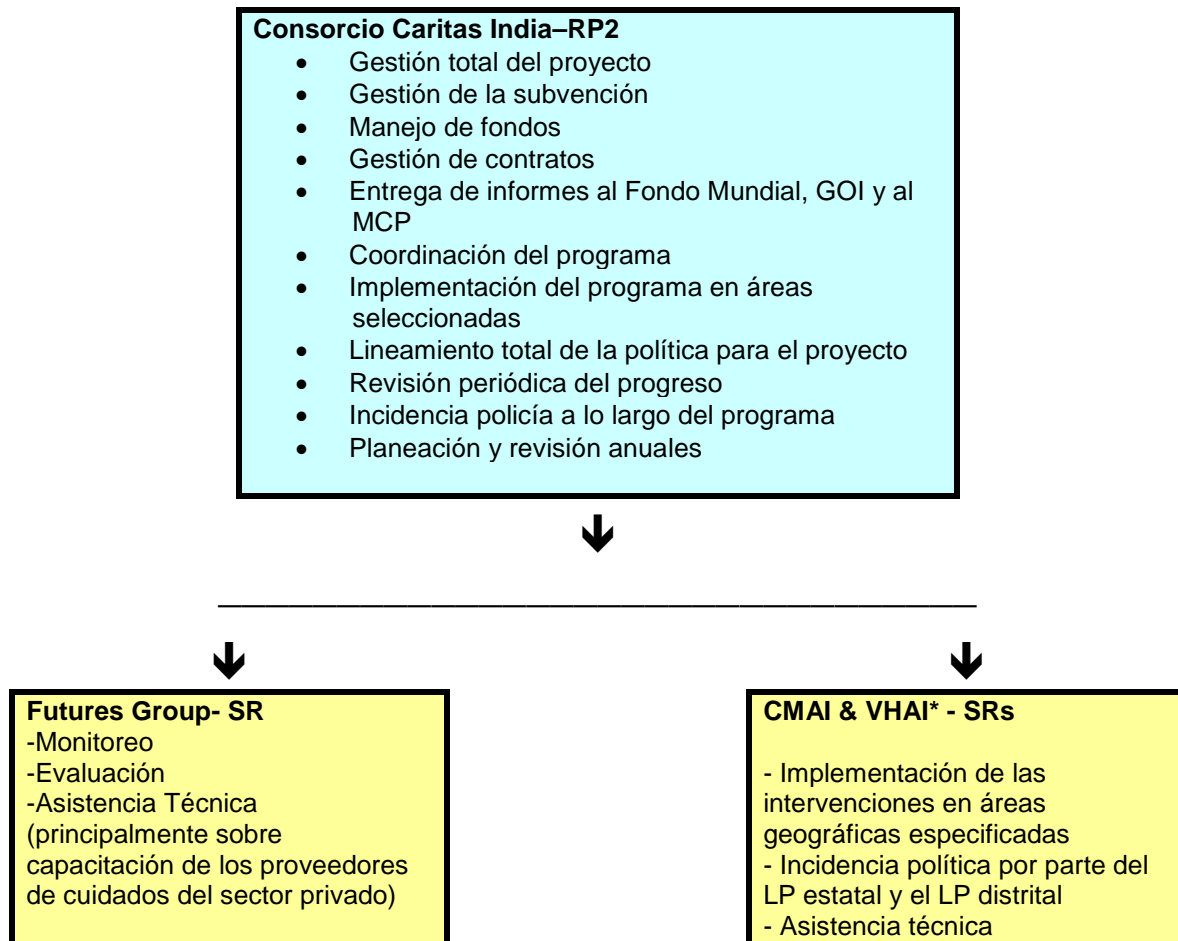 Consorcio Caritas India–RP2
• Gestión total del proyecto
• Gestión de la subvención
• Manejo de fondos
• Gestión de contratos
• Entrega de informes al Fondo Mundial, GOI y al
MCP
• Coordinación del programa
• Implementación del programa en áreas
seleccionadas
• Lineamiento total de la política para el proyecto
• Revisión periódica del progreso
• Incidencia policía a lo largo del programa
• Planeación y revisión anuales
Futures Group- SR
-Monitoreo
-Evaluación
-Asistencia Técnica
(principalmente sobre
capacitación de los proveedores
de cuidados del sector privado)
CMAI & VHAI* - SRs
- Implementación de las
intervenciones en áreas
geográficas especificadas
- Incidencia política por parte del
LP estatal y el LP distrital
- Asistencia técnica